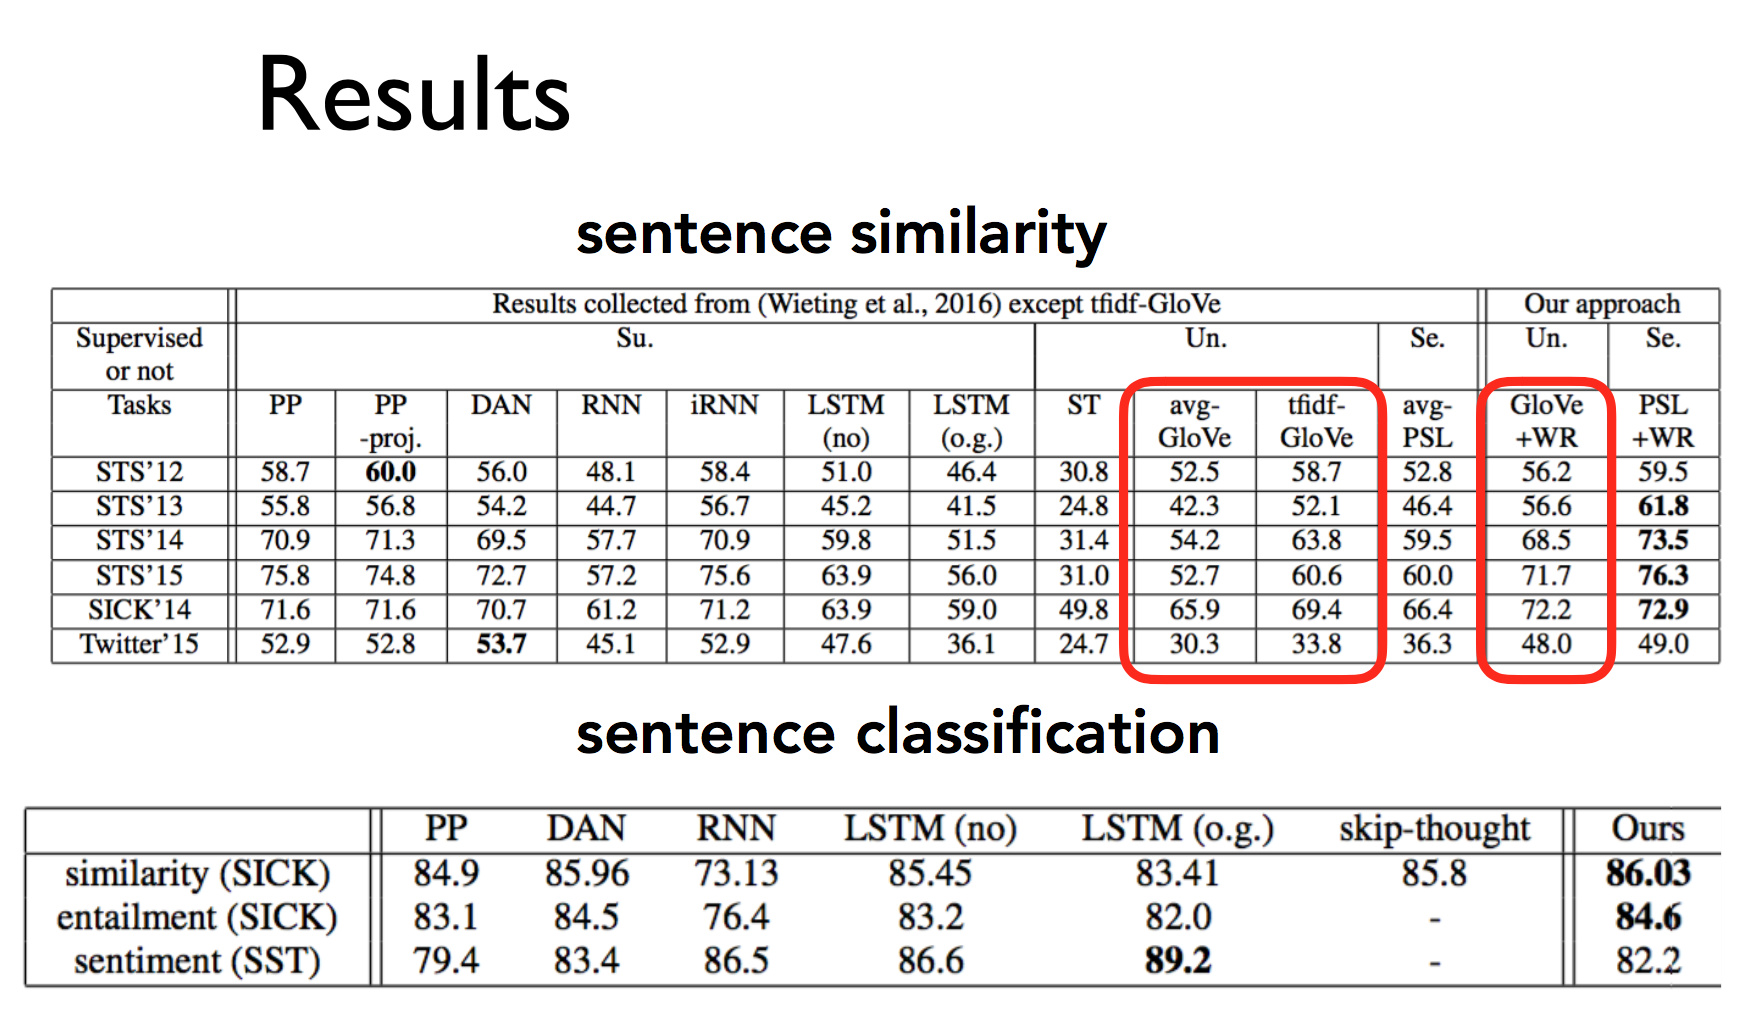 Results
sentence similarity
Results collected from (Wieting et al., 2016) except tfidf-GloVe Our approach
Supervised or not Su. Un. Se. Un. Se.
Tasks PP PP -proj. DAN RNN iRNN LSTM (no) LSTM (o.g.) ST avg- GloVe tfidf- GloVe avg- PSL GloVe +WR PSL +WR
STS'12 58.7 60.0 56.0 48.1 58.4 51.0 46.4 30.8 52.5 58.7 52.8 56.2 59.5
STS'13 55.8 56.8 54.2 44.7 56.7 45.2 41.5 24.8 42.3 52.1 46.4 56.6 61.8
STS'14 70.9 71.3 69.5 57.7 70.9 59.8 51.5 31.4 54.2 63.8 59.5 68.5 73.5
STS'15 75.8 74.8 72.7 57.2 75.6 63.9 56.0 31.0 52.7 60.6 60.0 71.7 76.3
SICK'14 71.6 71.6 70.7 61.2 71.2 63.9 59.0 49.8 65.9 69.4 66.4 72.2 72.9
Twitter'15 52.9 52.8 53.7 45.1 52.9 47.6 36.1 24.7 30.3 33.8 36.3 48.0 49.0
sentence classification
PP DAN RNN LSTM (no) LSTM (o.g.) skip-thought Ours
similarity (SICK) 84.9 85.96 73.13 85.45 83.41 85.8 86.03
entailment (SICK) 83.1 84.5 76.4 83.2 82.0 - 84.6
sentiment (SST) 79.4 83.4 86.5 86.6 89.2 - 82.2